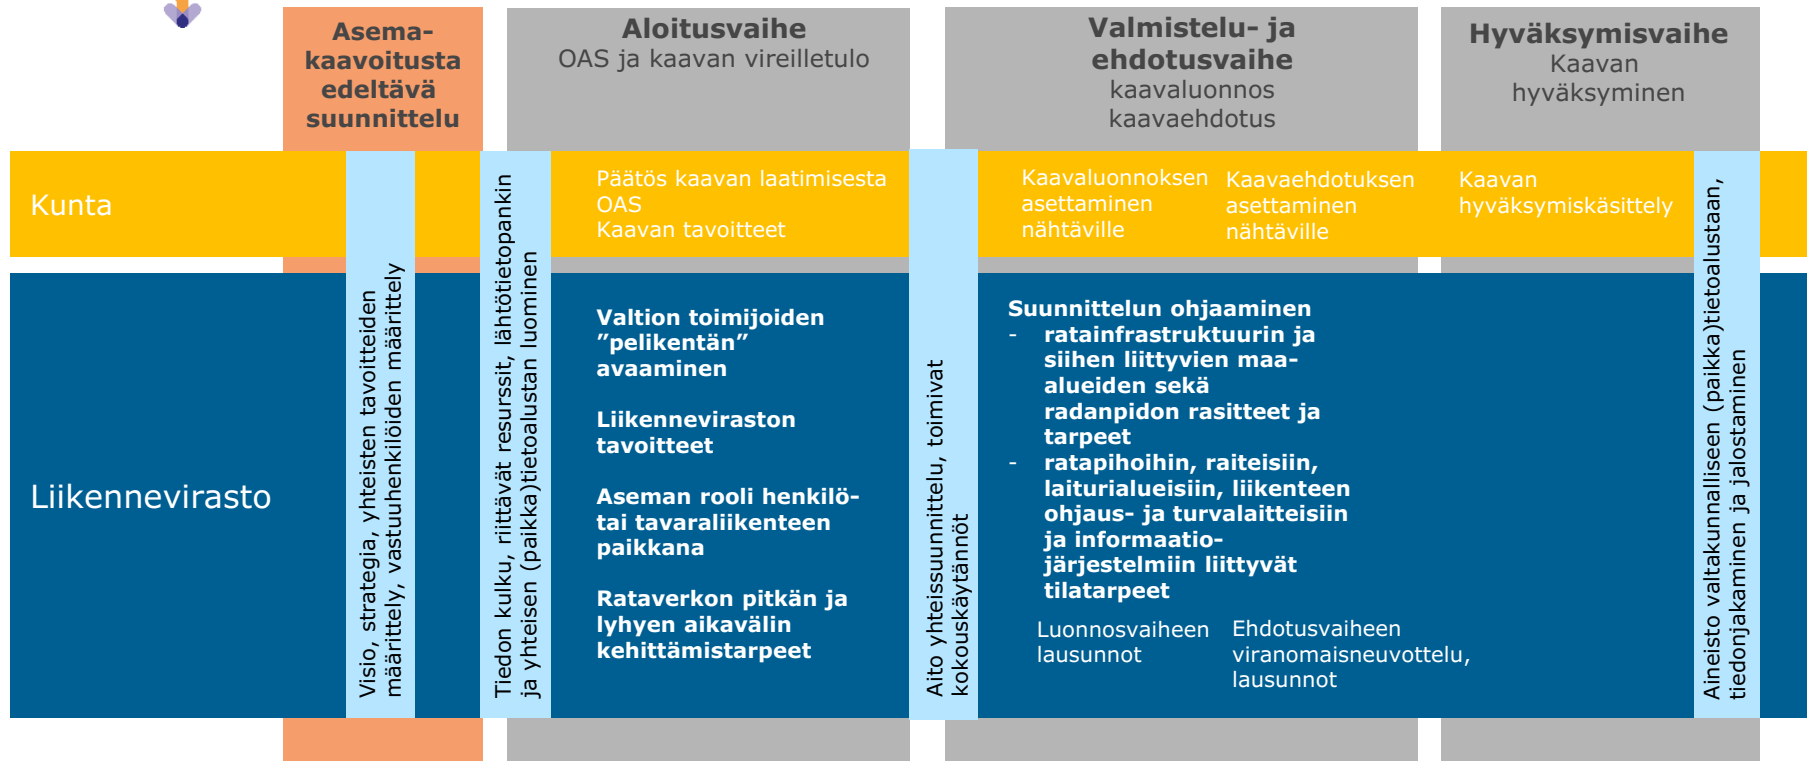 Asema-
kaavoitusta
edeltävä
suunnittelu
Aloitusvaihe
OAS ja kaavan vireilletulo
Valmistelu- ja
ehdotusvaihe
kaavaluonnos
kaavaehdotus
Hyväksymisvaihe
Kaavan
hyväksyminen
Kunta
Päätös kaavan laatimisesta
OAS
Kaavan tavoitteet
Kaavaluonnoksen
asettaminen
nähtäville
Kaavaehdotuksen
asettaminen
nähtäville
Kaavan
hyväksymiskäsittely
Liikennevirasto
Visio, strategia, yhteisten tavoitteiden
määrittely, vastuuhenkilöiden määrittely
Tiedon kulku, riittävät resurssit, lähtötietopankin
ja yhteisen (paikka)tietoalustan luominen
Valtion toimijoiden
”pelikentän”
avaaminen
Liikenneviraston
tavoitteet
Aseman rooli henkilö-
tai tavaraliikenteen
paikkana
Rataverkon pitkän ja
lyhyen aikavälin
kehittämistarpeet
Aito yhteissuunnittelu, toimivat
kokouskäytännöt
Suunnittelun ohjaaminen
- ratainfrastruktuurin ja
siihen liittyvien maa-
alueiden sekä
radanpidon rasitteet ja
tarpeet
- ratapihoihin, raiteisiin,
laiturialueisiin, liikenteen
ohjaus- ja turvalaitteisiin
ja informaatio-
järjestelmiin liittyvät
tilatarpeet
Luonnosvaiheen
lausunnot
Ehdotusvaiheen
viranomaisneuvottelu,
lausunnot
Aineisto valtakunnalliseen (paikka)tietoalustaan,
tiedonjakaminen ja jalostaminen